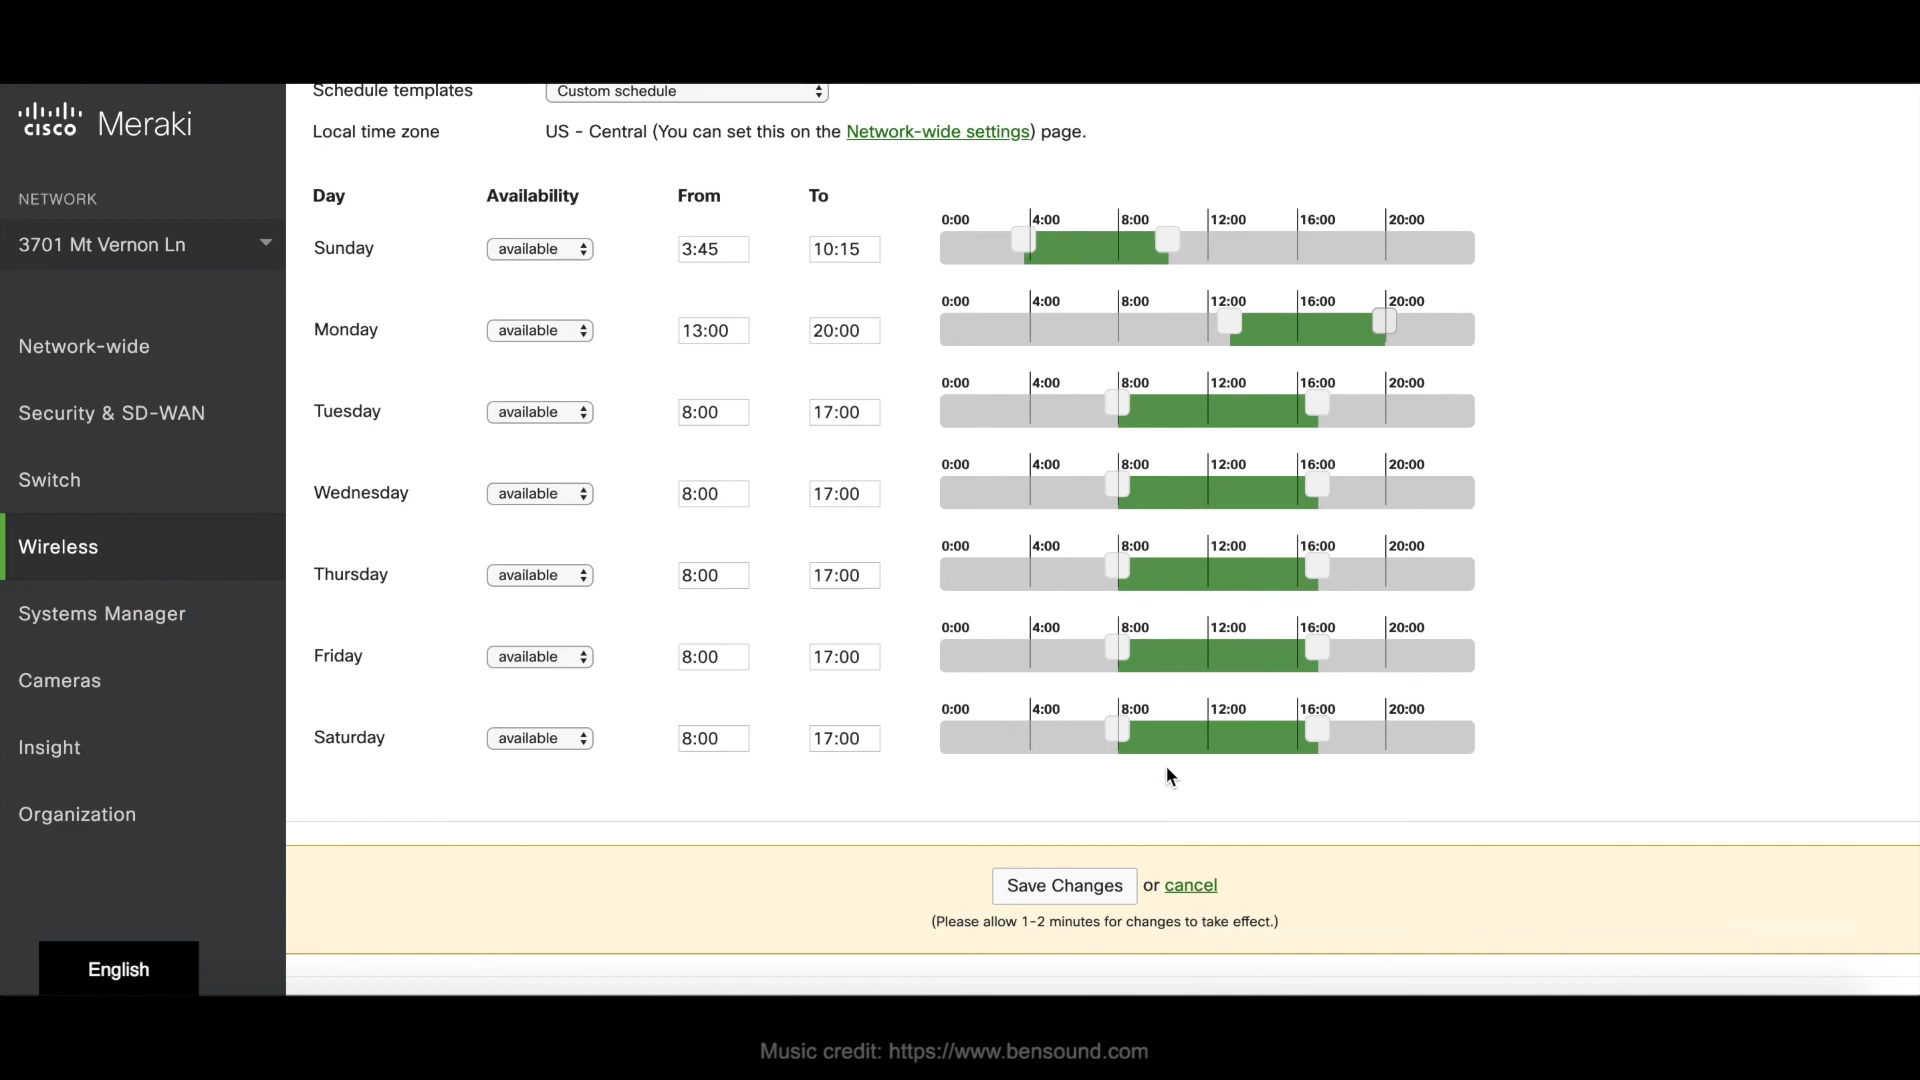 Schedule templates Custom schedule
cisco Meraki
Local time zone US - Central (You can set this on the Network-wide settings) page.
NETWORK
3701 Mt Vernon Ln
Network-wide
Security & SD-WAN
Switch
Wireless
Systems Manager
Cameras
Insight
Organization
English
Day Availability From To
0:00 4:00 8:00 12:00 16:00 20:00
Sunday available 3:45 10:15
0:00 4:00 8:00 12:00 16:00 20:00
Monday available 13:00 20:00
0:00 4:00 8:00 12:00 16:00 20:00
Tuesday available 8:00 17:00
0:00 4:00 8:00 12:00 16:00 20:00
Wednesday available 8:00 17:00
0:00 4:00 8:00 12:00 16:00 20:00
Thursday available 8:00 17:00
0:00 4:00 8:00 12:00 16:00 20:00
Friday available 8:00 17:00
0:00 4:00 8:00 12:00 16:00 20:00
Saturday available 8:00 17:00
Save Changes or cancel
(Please allow 1-2 minutes for changes to take effect.)
Music credit: https://www.bensound.com